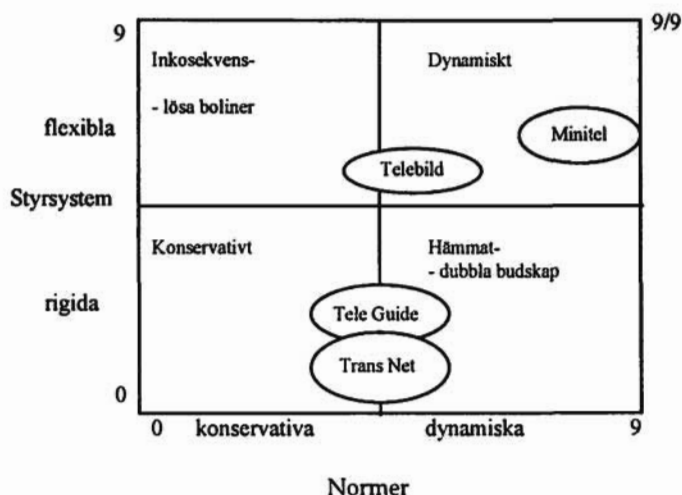 9
9/9
Inkosekvens-
Dynamiskt
- lösa boliner
flexibla
Minitel
Telebild
Styrsystem
Konservativt
Hämmat-
- dubbla budskap
rigida
Tele Guide
Trans Net
0
0 konservativa dynamiska 9
Normer